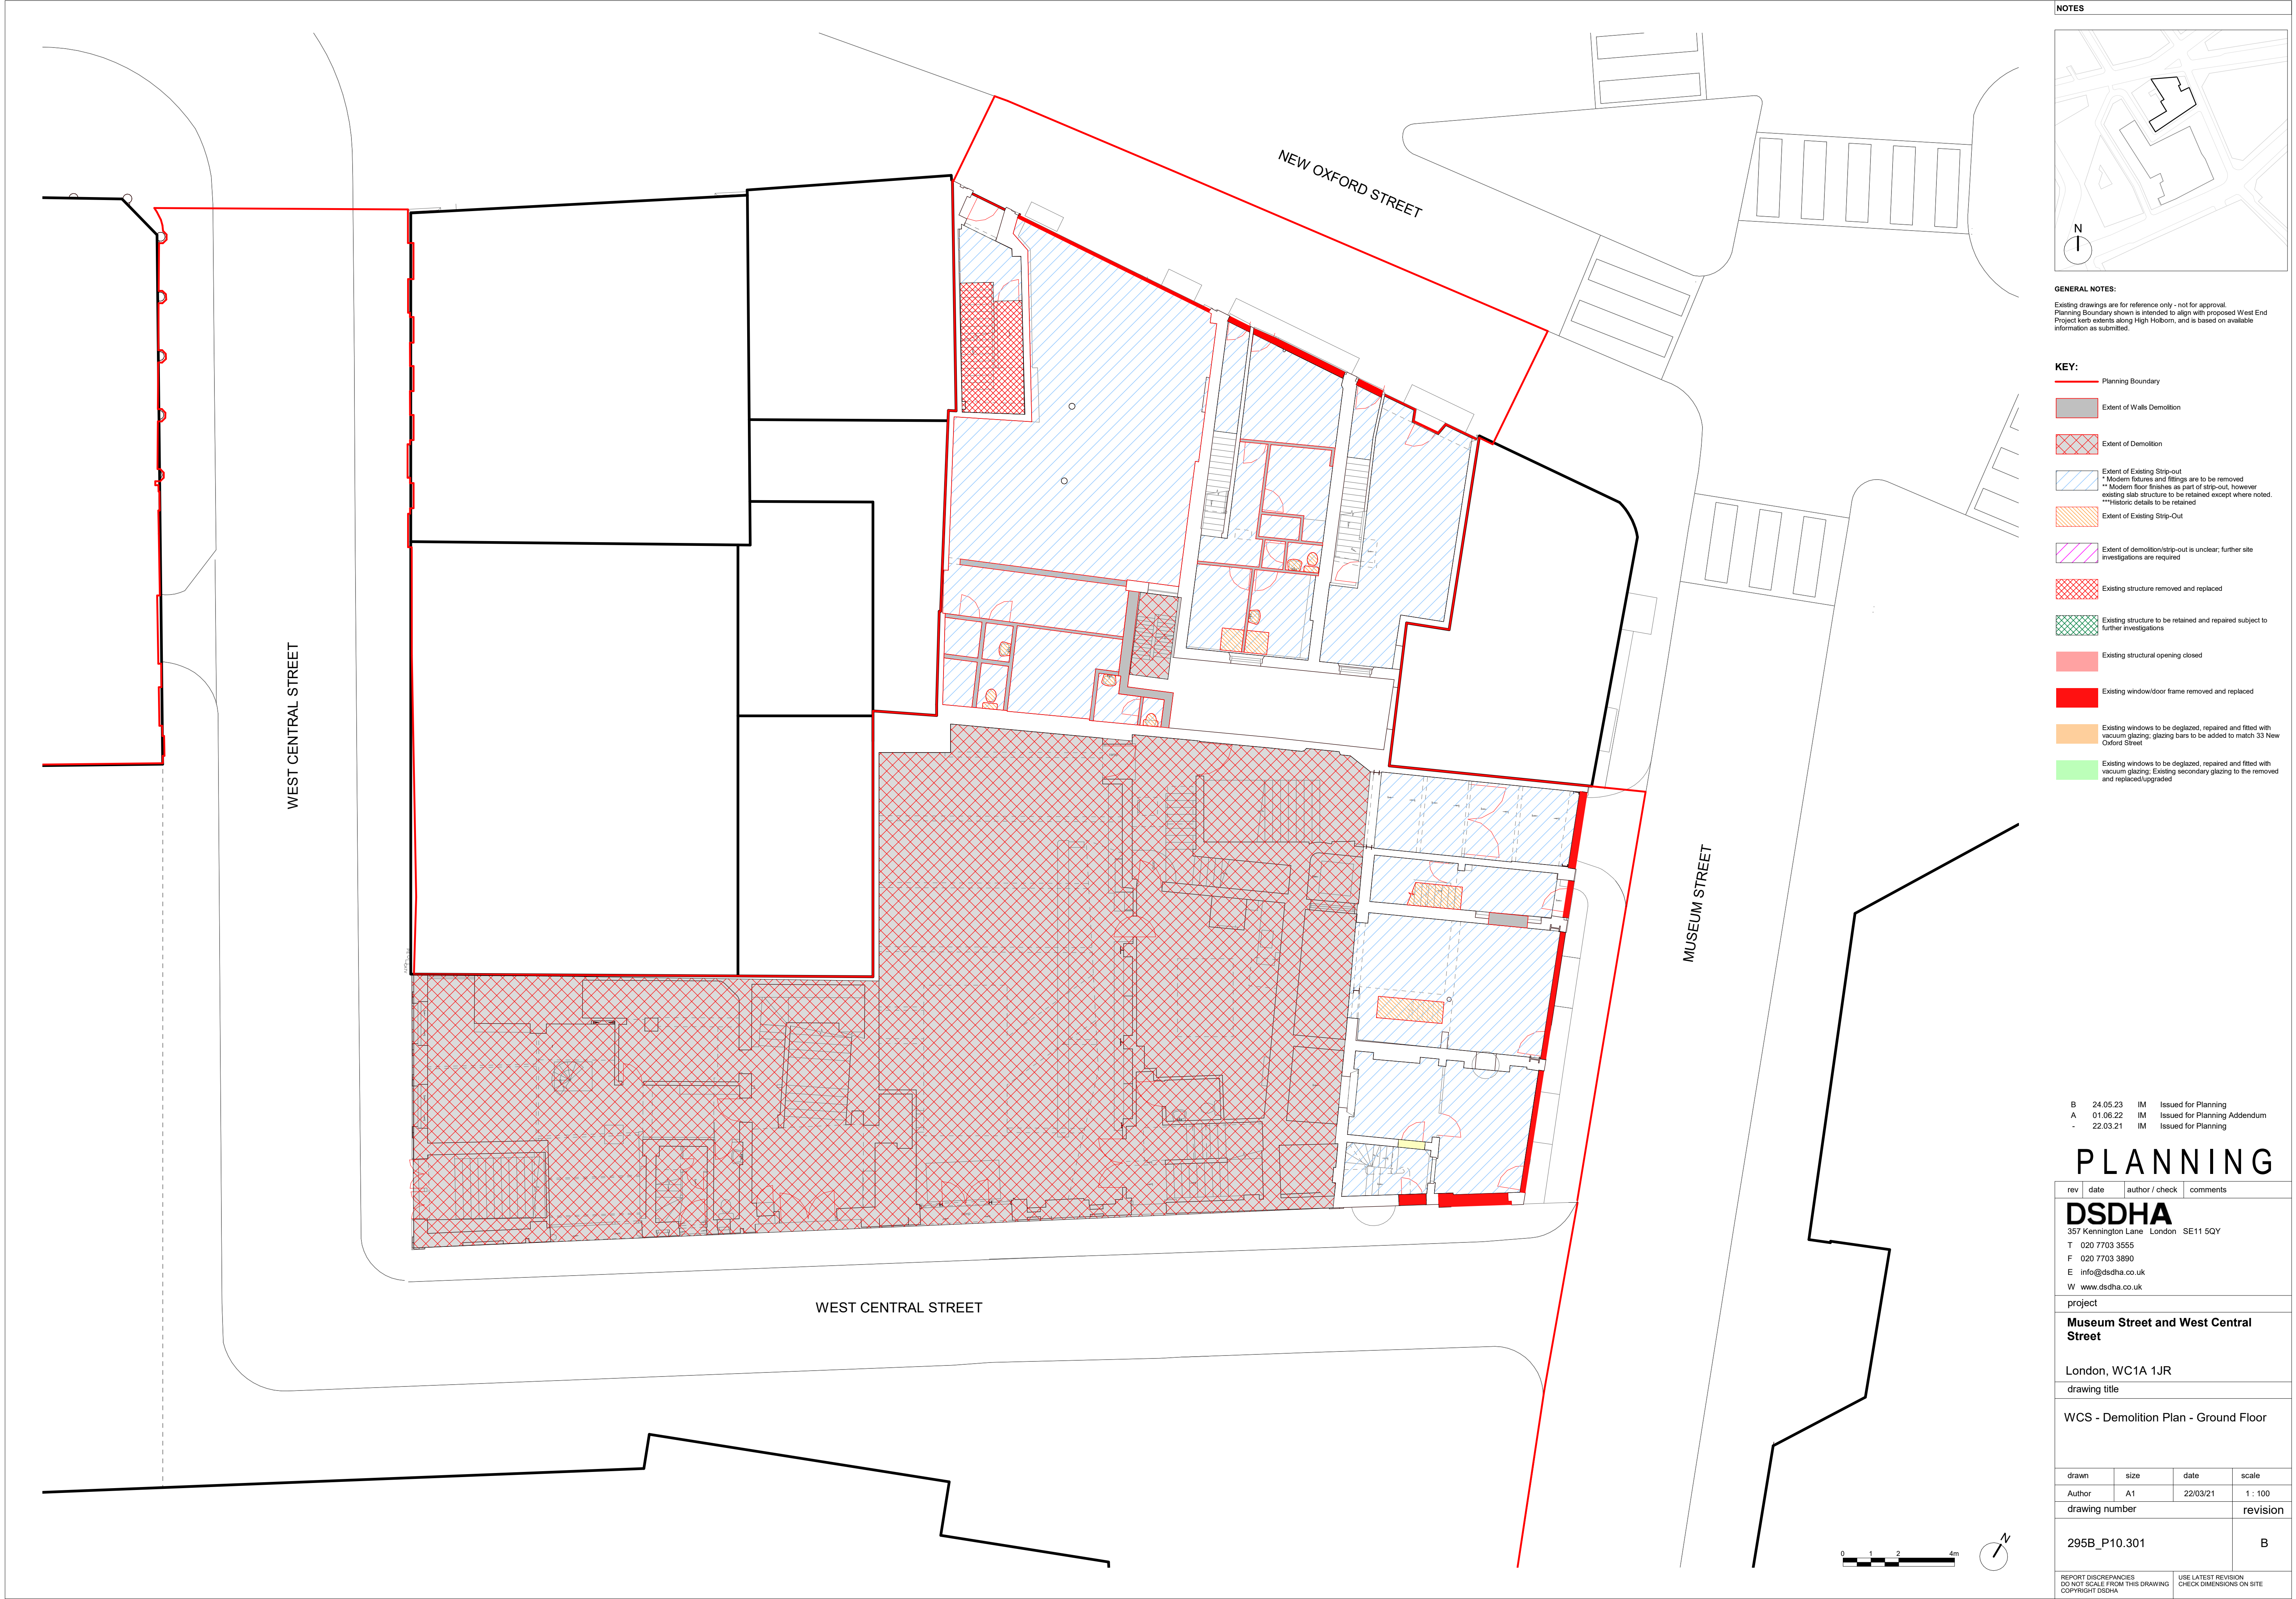 NEW OXFORD STREET
WEST CENTRAL STREET
MUSEUM STREET
WEST CENTRAL STREET
0 1 2 4m
N
NOTES
N
GENERAL NOTES:
Existing drawings are for reference only - not for approval.
Planning Boundary shown is intended to align with proposed West End
Project kerb extents along High Holborn, and is based on available
information as submitted.
KEY:
Planning Boundary
Extent of Walls Demolition
Extent of Demolition
Extent of Existing Strip-out
* Modern fixtures and fittings are to be removed
** Modern floor finishes as part of strip-out, however
existing slab structure to be retained except where noted.
***Historic details to be retained
Extent of Existing Strip-Out
Extent of demolition/strip-out is unclear; further site
investigations are required
Existing structure removed and replaced
Existing structure to be retained and repaired subject to
further investigations
Existing structural opening closed
Existing window/door frame removed and replaced
Existing windows to be deglazed, repaired and fitted with
vacuum glazing; glazing bars to be added to match 33 New
Oxford Street
Existing windows to be deglazed, repaired and fitted with
vacuum glazing; Existing secondary glazing to the removed
and replaced/upgraded
B 24.05.23 IM Issued for Planning
A 01.06.22 IM Issued for Planning Addendum
- 22.03.21 IM Issued for Planning
PLANNING
rev date author / check comments
DSDHA
357 Kennington Lane London SE11 5QY
T 020 7703 3555
F 020 7703 3890
E info@dsdha.co.uk
W www.dsdha.co.uk
project
Museum Street and West Central
Street
London, WC1A 1JR
drawing title
WCS - Demolition Plan - Ground Floor
drawn size date scale
Author A1 22/03/21 1 : 100
drawing number revision
295B_P10.301 B
REPORT DISCREPANCIES
DO NOT SCALE FROM THIS DRAWING
COPYRIGHT DSDHA
USE LATEST REVISION
CHECK DIMENSIONS ON SITE